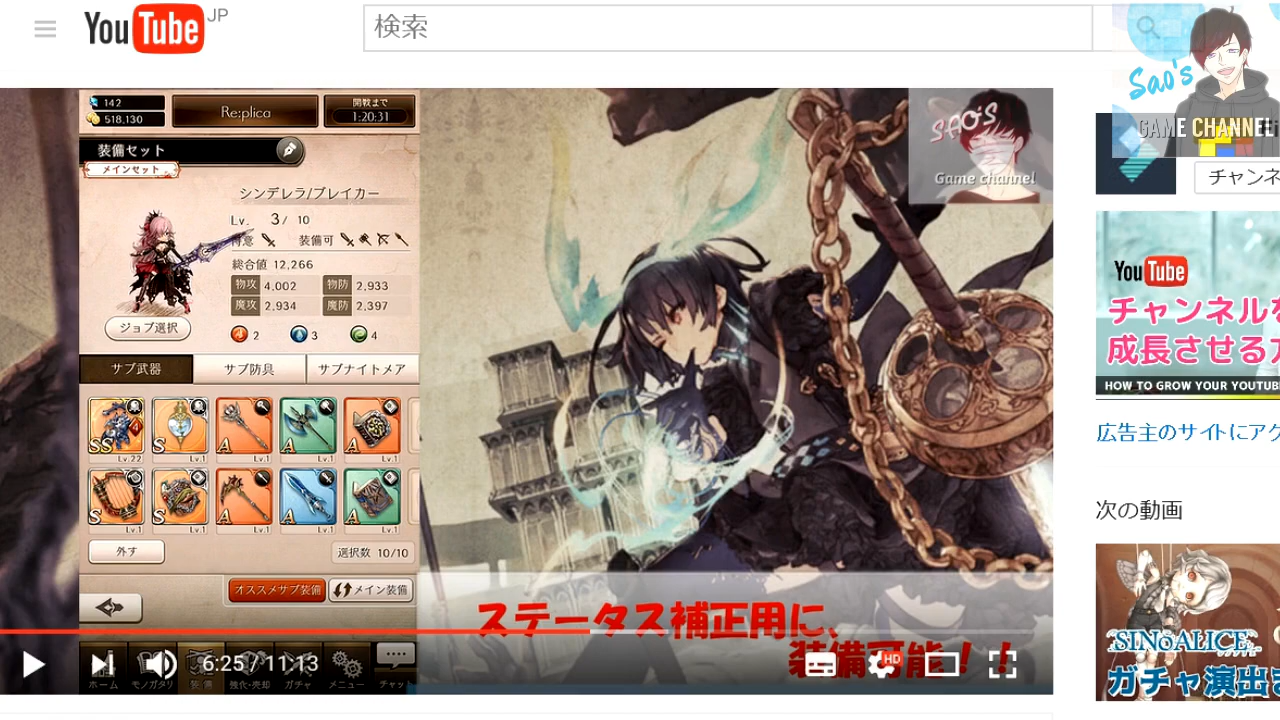 YouTube JP
検索
Sao's
GAME CHANNEL
142
518,130
Re:plica
開戦まで
1:20:31
装備セット
メインセット
シンデレラ/ブレイカー
Lv. 3/ 10
得意 装備可
総合値 12,266
物攻 4,002 物防 2,933
魔攻 2,934 魔防 2,397
ジョブ選択
2 3 4
サブ武器 サブ防具 サブナイトメア
SS 4 Lv.22 S Lv.1 A Lv.1 A Lv.1 A Lv.1
S Lv.1 S Lv.1 A Lv.1 A Lv.1 A Lv.1
外す 選択数 10/10
オススメサブ装備 メイン装備
ホーム モノガタリ 装備 強化・売却 ガチャ メニュー チャット
SAO'S
Game channel
ステータス補正用に、
装備可能!!
6:25 / 11:13
HD
チャンネ
YouTube
チャンネルを
成長させる方
HOW TO GROW YOUR YOUTUB
広告主のサイトにアク
次の動画
SINoALICE
ガチャ演出ま